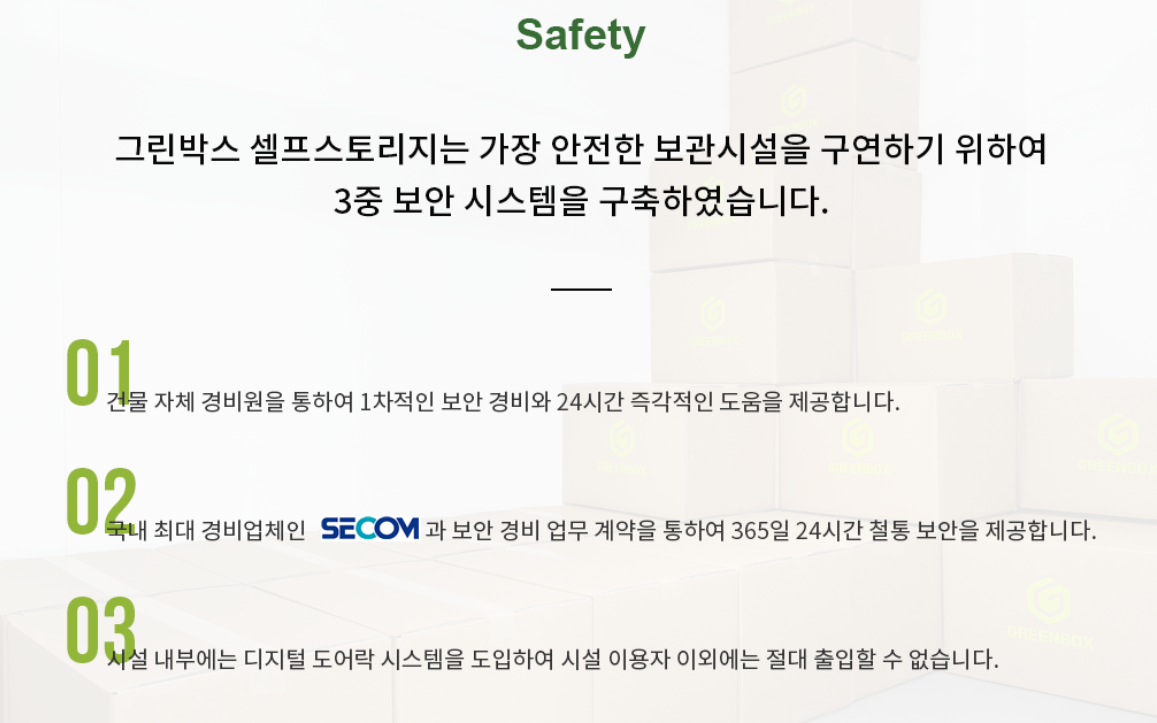 Safety
그린박스 셀프스토리지는 가장 안전한 보관시설을 구연하기 위하여
3중 보안 시스템을 구축하였습니다.
01
건물 자체 경비원을 통하여 1차적인 보안 경비와 24시간 즉각적인 도움을 제공합니다.
02
국내 최대 경비업체인 SECOM 과 보안 경비 업무 계약을 통하여 365일 24시간 철통 보안을 제공합니다.
03
시설 내부에는 디지털 도어락 시스템을 도입하여 시설 이용자 이외에는 절대 출입할 수 없습니다.
GREENBOX
GREENBOX
GREENBOX
GREENBOX
GREENBOX